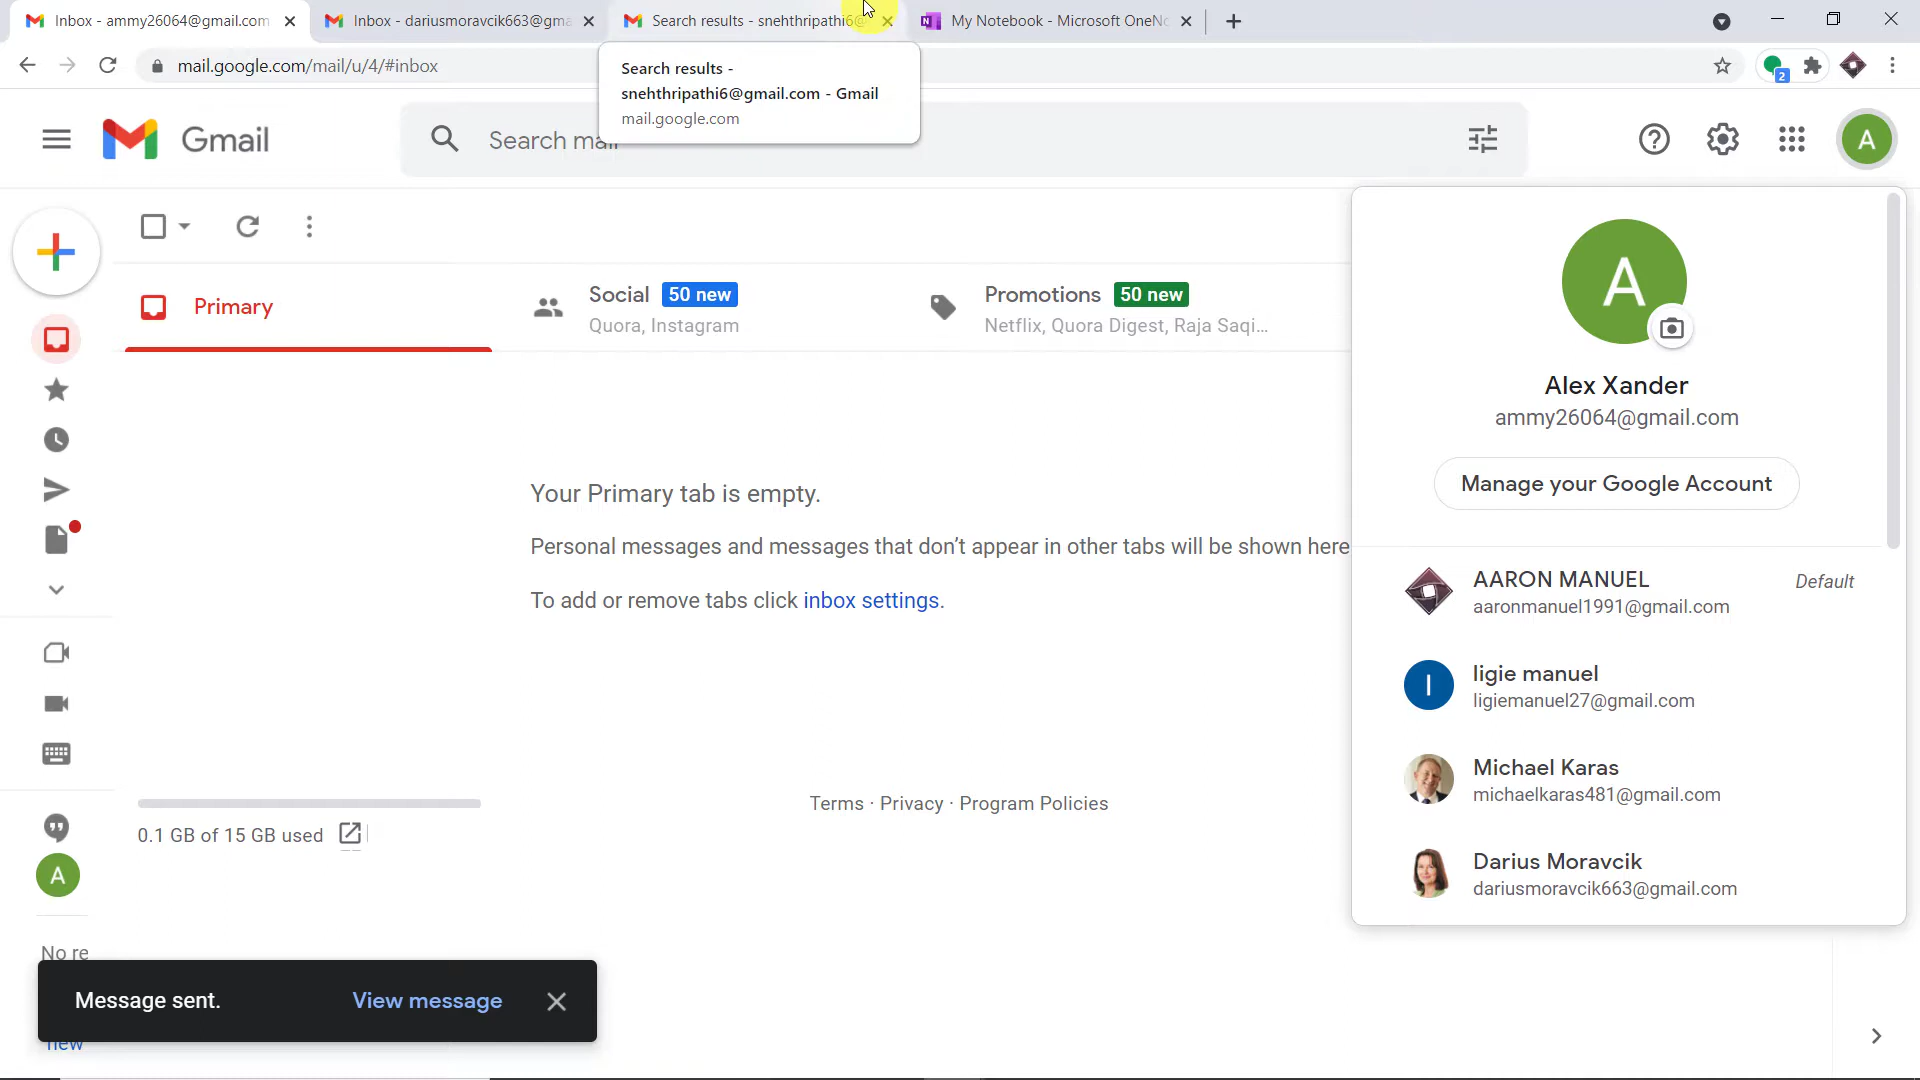 Inbox - ammy26064@gmail.com
Inbox - dariusmoravcik663@gma
Search results - snehthripathi6@
My Notebook - Microsoft OneNo
mail.google.com/mail/u/4/#inbox
2
Search results -
snehthripathi6@gmail.com - Gmail
mail.google.com
Gmail
Search mail
A
Primary
Social 50 new
Quora, Instagram
Promotions 50 new
Netflix, Quora Digest, Raja Saqi...
A
Alex Xander
ammy26064@gmail.com
Manage your Google Account
Your Primary tab is empty.
Personal messages and messages that don't appear in other tabs will be shown here
To add or remove tabs click inbox settings.
AARON MANUEL
Default
aaronmanuel1991@gmail.com
l
ligie manuel
ligiemanuel27@gmail.com
Michael Karas
michaelkaras481@gmail.com
Darius Moravcik
dariusmoravcik663@gmail.com
Terms · Privacy · Program Policies
0.1 GB of 15 GB used
A
No re
Message sent.
View message
new